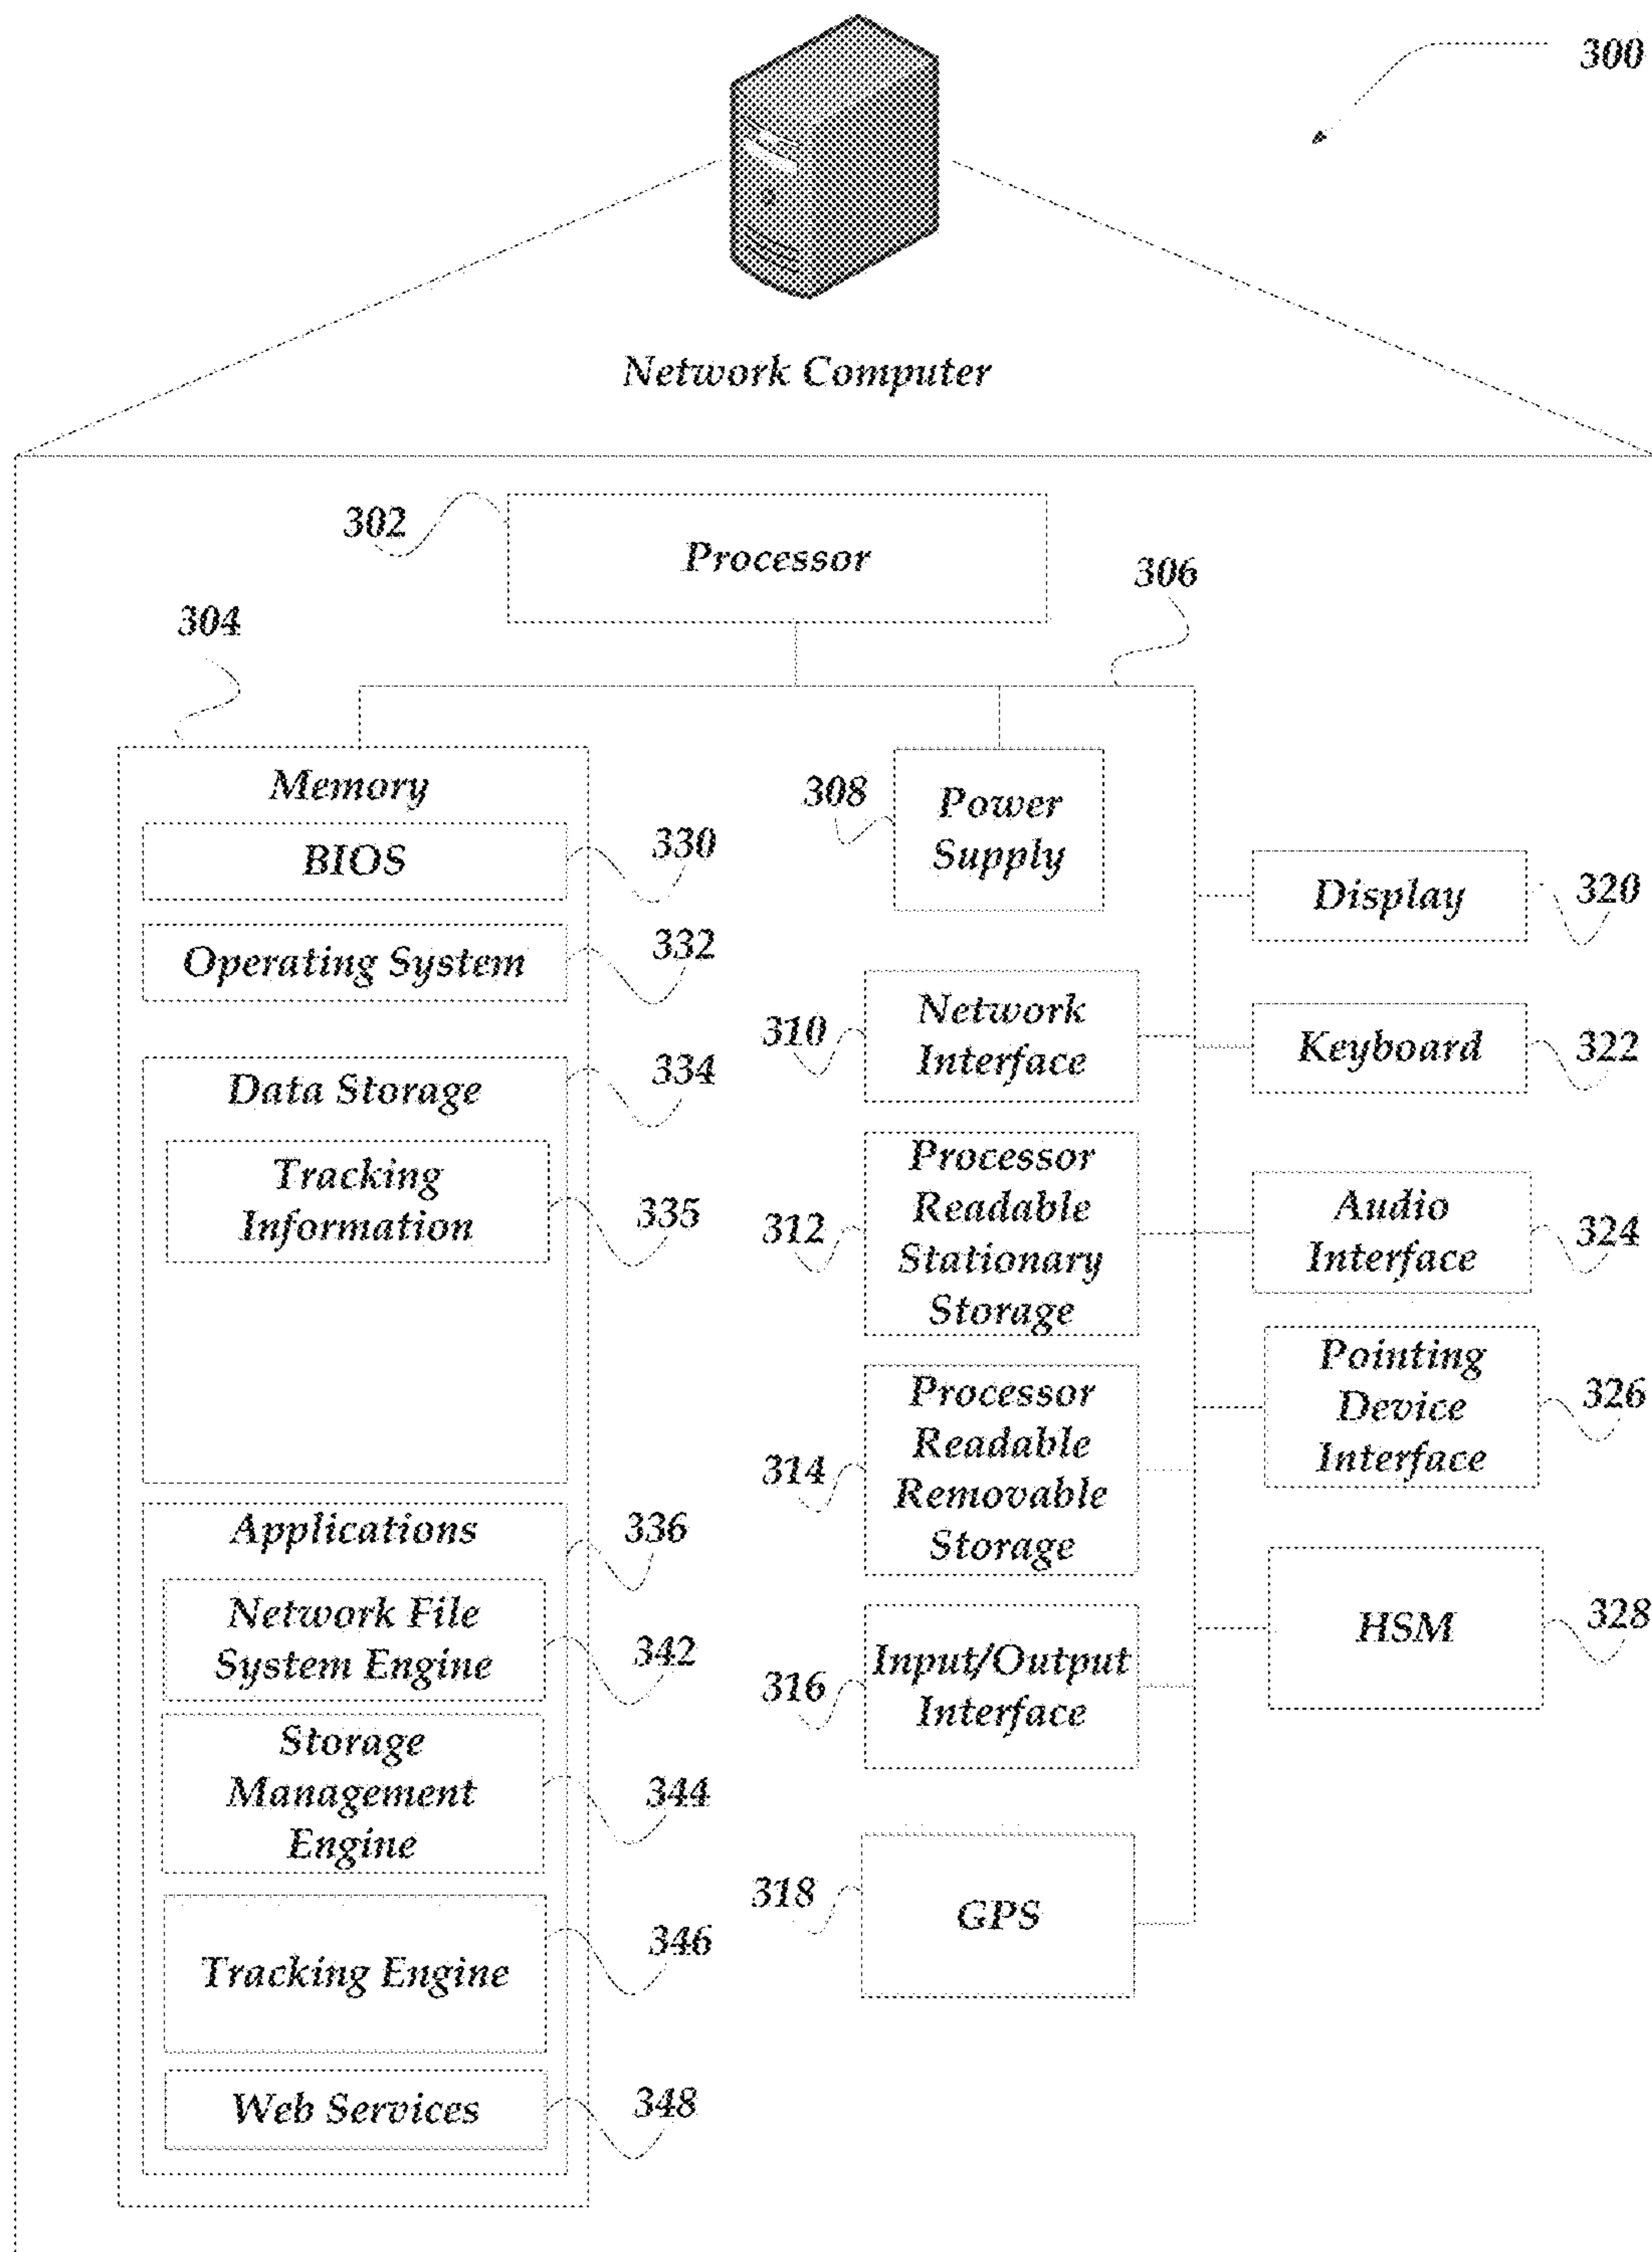 300
Network Computer
302
Processor
306
304
Memory
BIOS
330
Operating System
332
Data Storage
334
Tracking
Information
335
Applications
336
Network File
System Engine
342
Storage
Management
Engine
344
Tracking Engine
346
Web Services
348
308
Power
Supply
310
Network
Interface
312
Processor
Readable
Stationary
Storage
314
Processor
Readable
Removable
Storage
316
Input/Output
Interface
318
GPS
Display
320
Keyboard
322
Audio
Interface
324
Pointing
Device
Interface
326
HSM
328